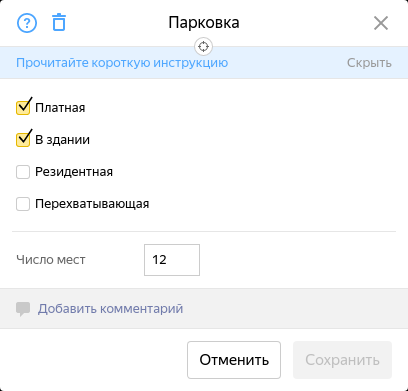 Парковка
Прочитайте короткую инструкцию Скрыть
Платная
В здании
Резидентная
Перехватывающая
Число мест 12
Добавить комментарий
Отменить Сохранить